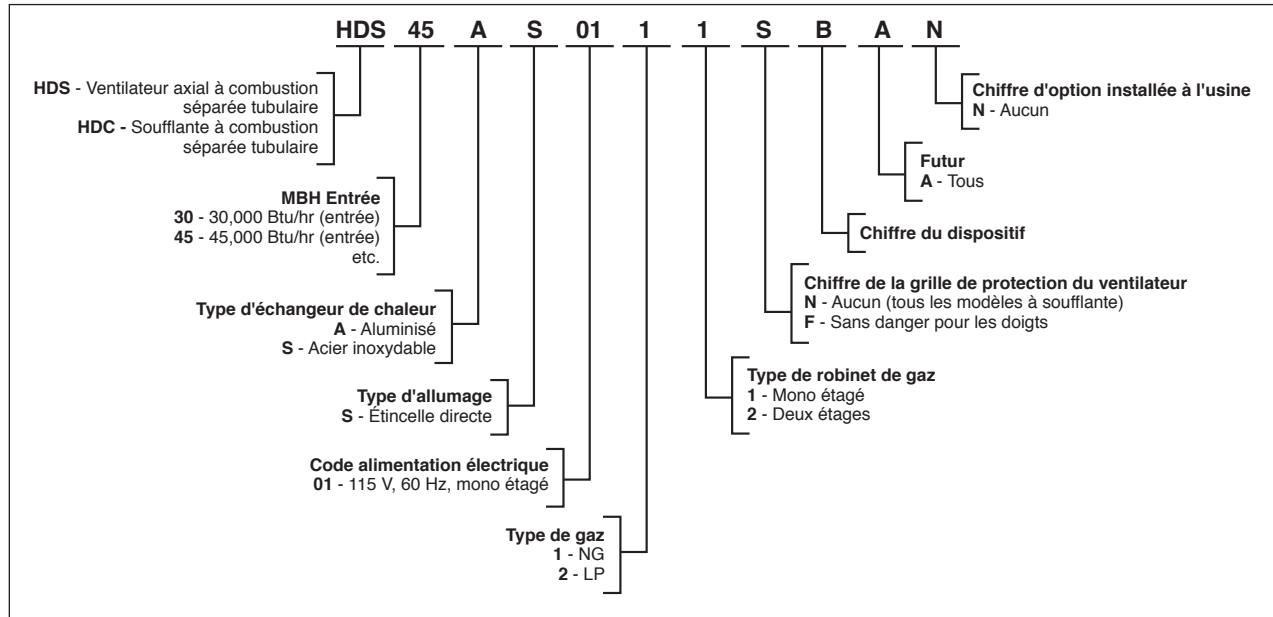 HDS 45 A S 01 1 1 S B A N
HDS - Ventilateur axial à combustion
séparée tubulaire
HDC - Soufflante à combustion
séparée tubulaire
MBH Entrée
30 - 30,000 Btu/hr (entrée)
45 - 45,000 Btu/hr (entrée)
etc.
Type d'échangeur de chaleur
A - Aluminisé
S - Acier inoxydable
Type d'allumage
S - Étincelle directe
Code alimentation électrique
01 - 115 V, 60 Hz, mono étagé
Type de gaz
1 - NG
2 - LP
Chiffre d'option installée à l'usine
N - Aucun
Futur
A - Tous
Chiffre du dispositif
Chiffre de la grille de protection du ventilateur
N - Aucun (tous les modèles à soufflante)
F - Sans danger pour les doigts
Type de robinet de gaz
1 - Mono étagé
2 - Deux étages